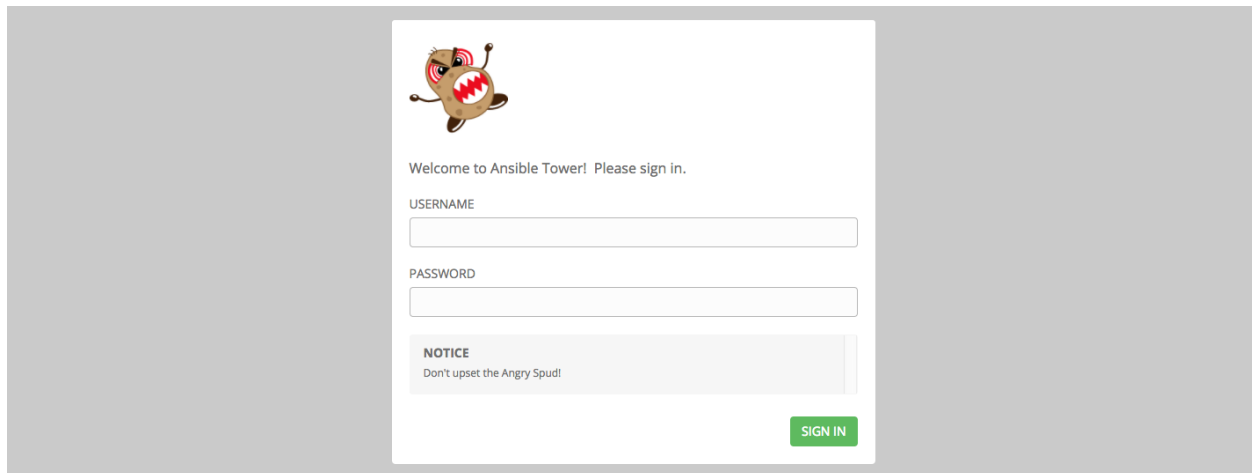 Welcome to Ansible Tower!  Please sign in.
USERNAME
PASSWORD
NOTICE
Don't upset the Angry Spud!
SIGN IN